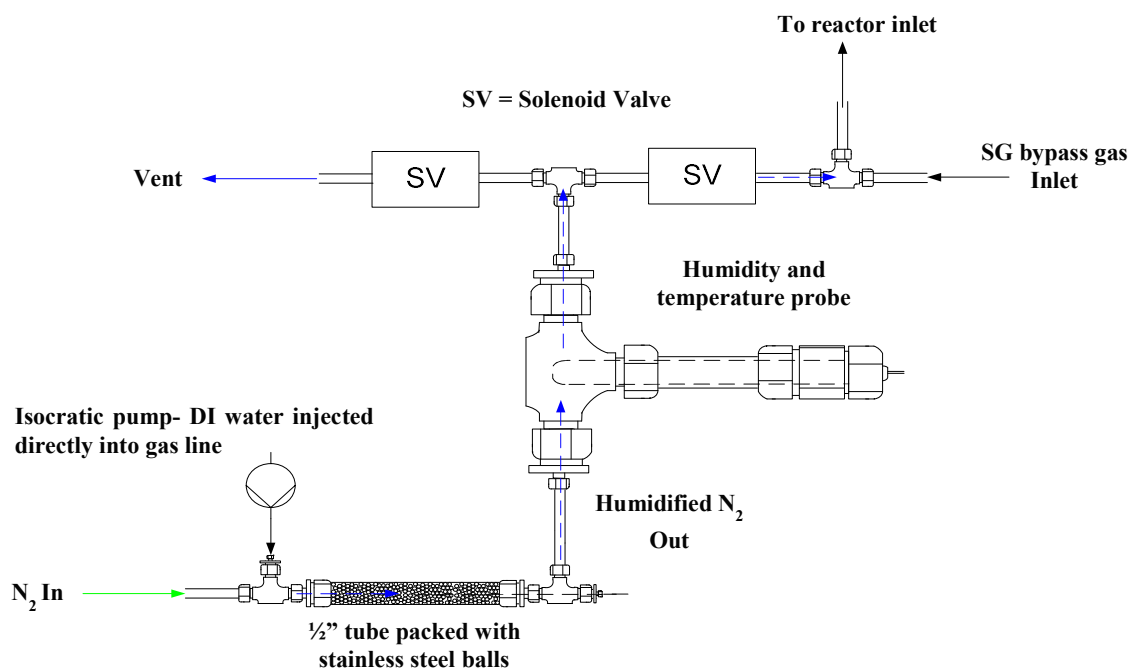 To reactor inlet
SV = Solenoid Valve
SG bypass gas
Inlet
Vent
SV
SV
Humidity and
temperature probe
Isocratic pump- DI water injected
directly into gas line
Humidified N₂
Out
N₂ In
½” tube packed with
stainless steel balls